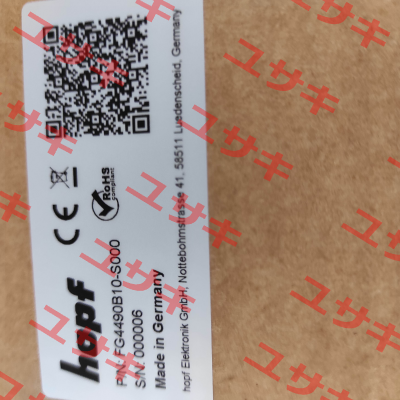 hopf
RoHS
compliant
P/N: FG4490B10-S000
S/N: 000006
Made in Germany
hopf Elektronik GmbH, Nottebohmstrasse 41, 58511 Luedenscheid, Germany
ユサキ
ユサキ
ユサキ
ユサキ
ユサキ
ユサキ
ユサキ
ユサキ